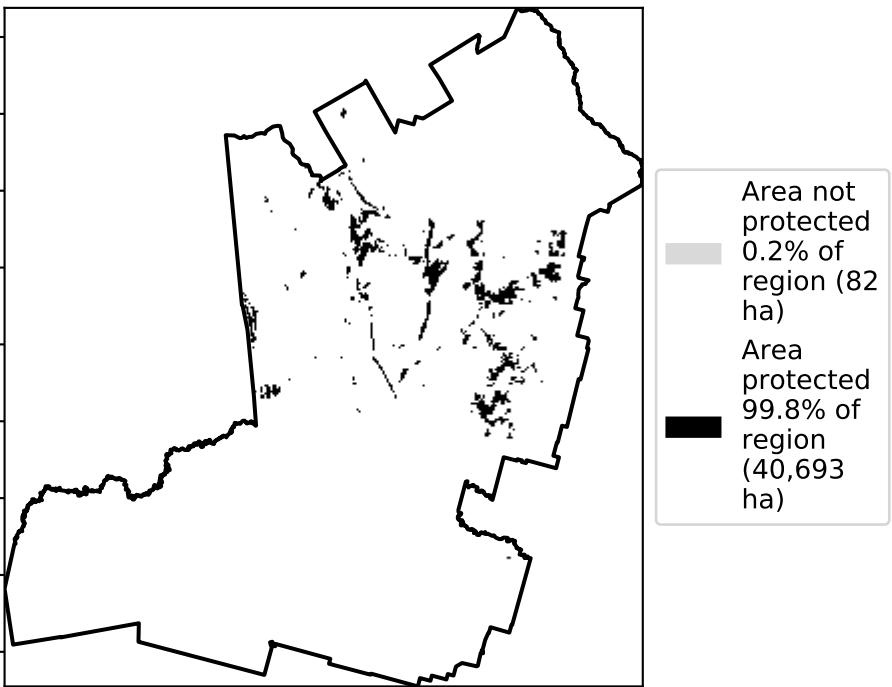 Area not
protected
0.2% of
region (82
ha)
Area
protected
99.8% of
region
(40,693
ha)